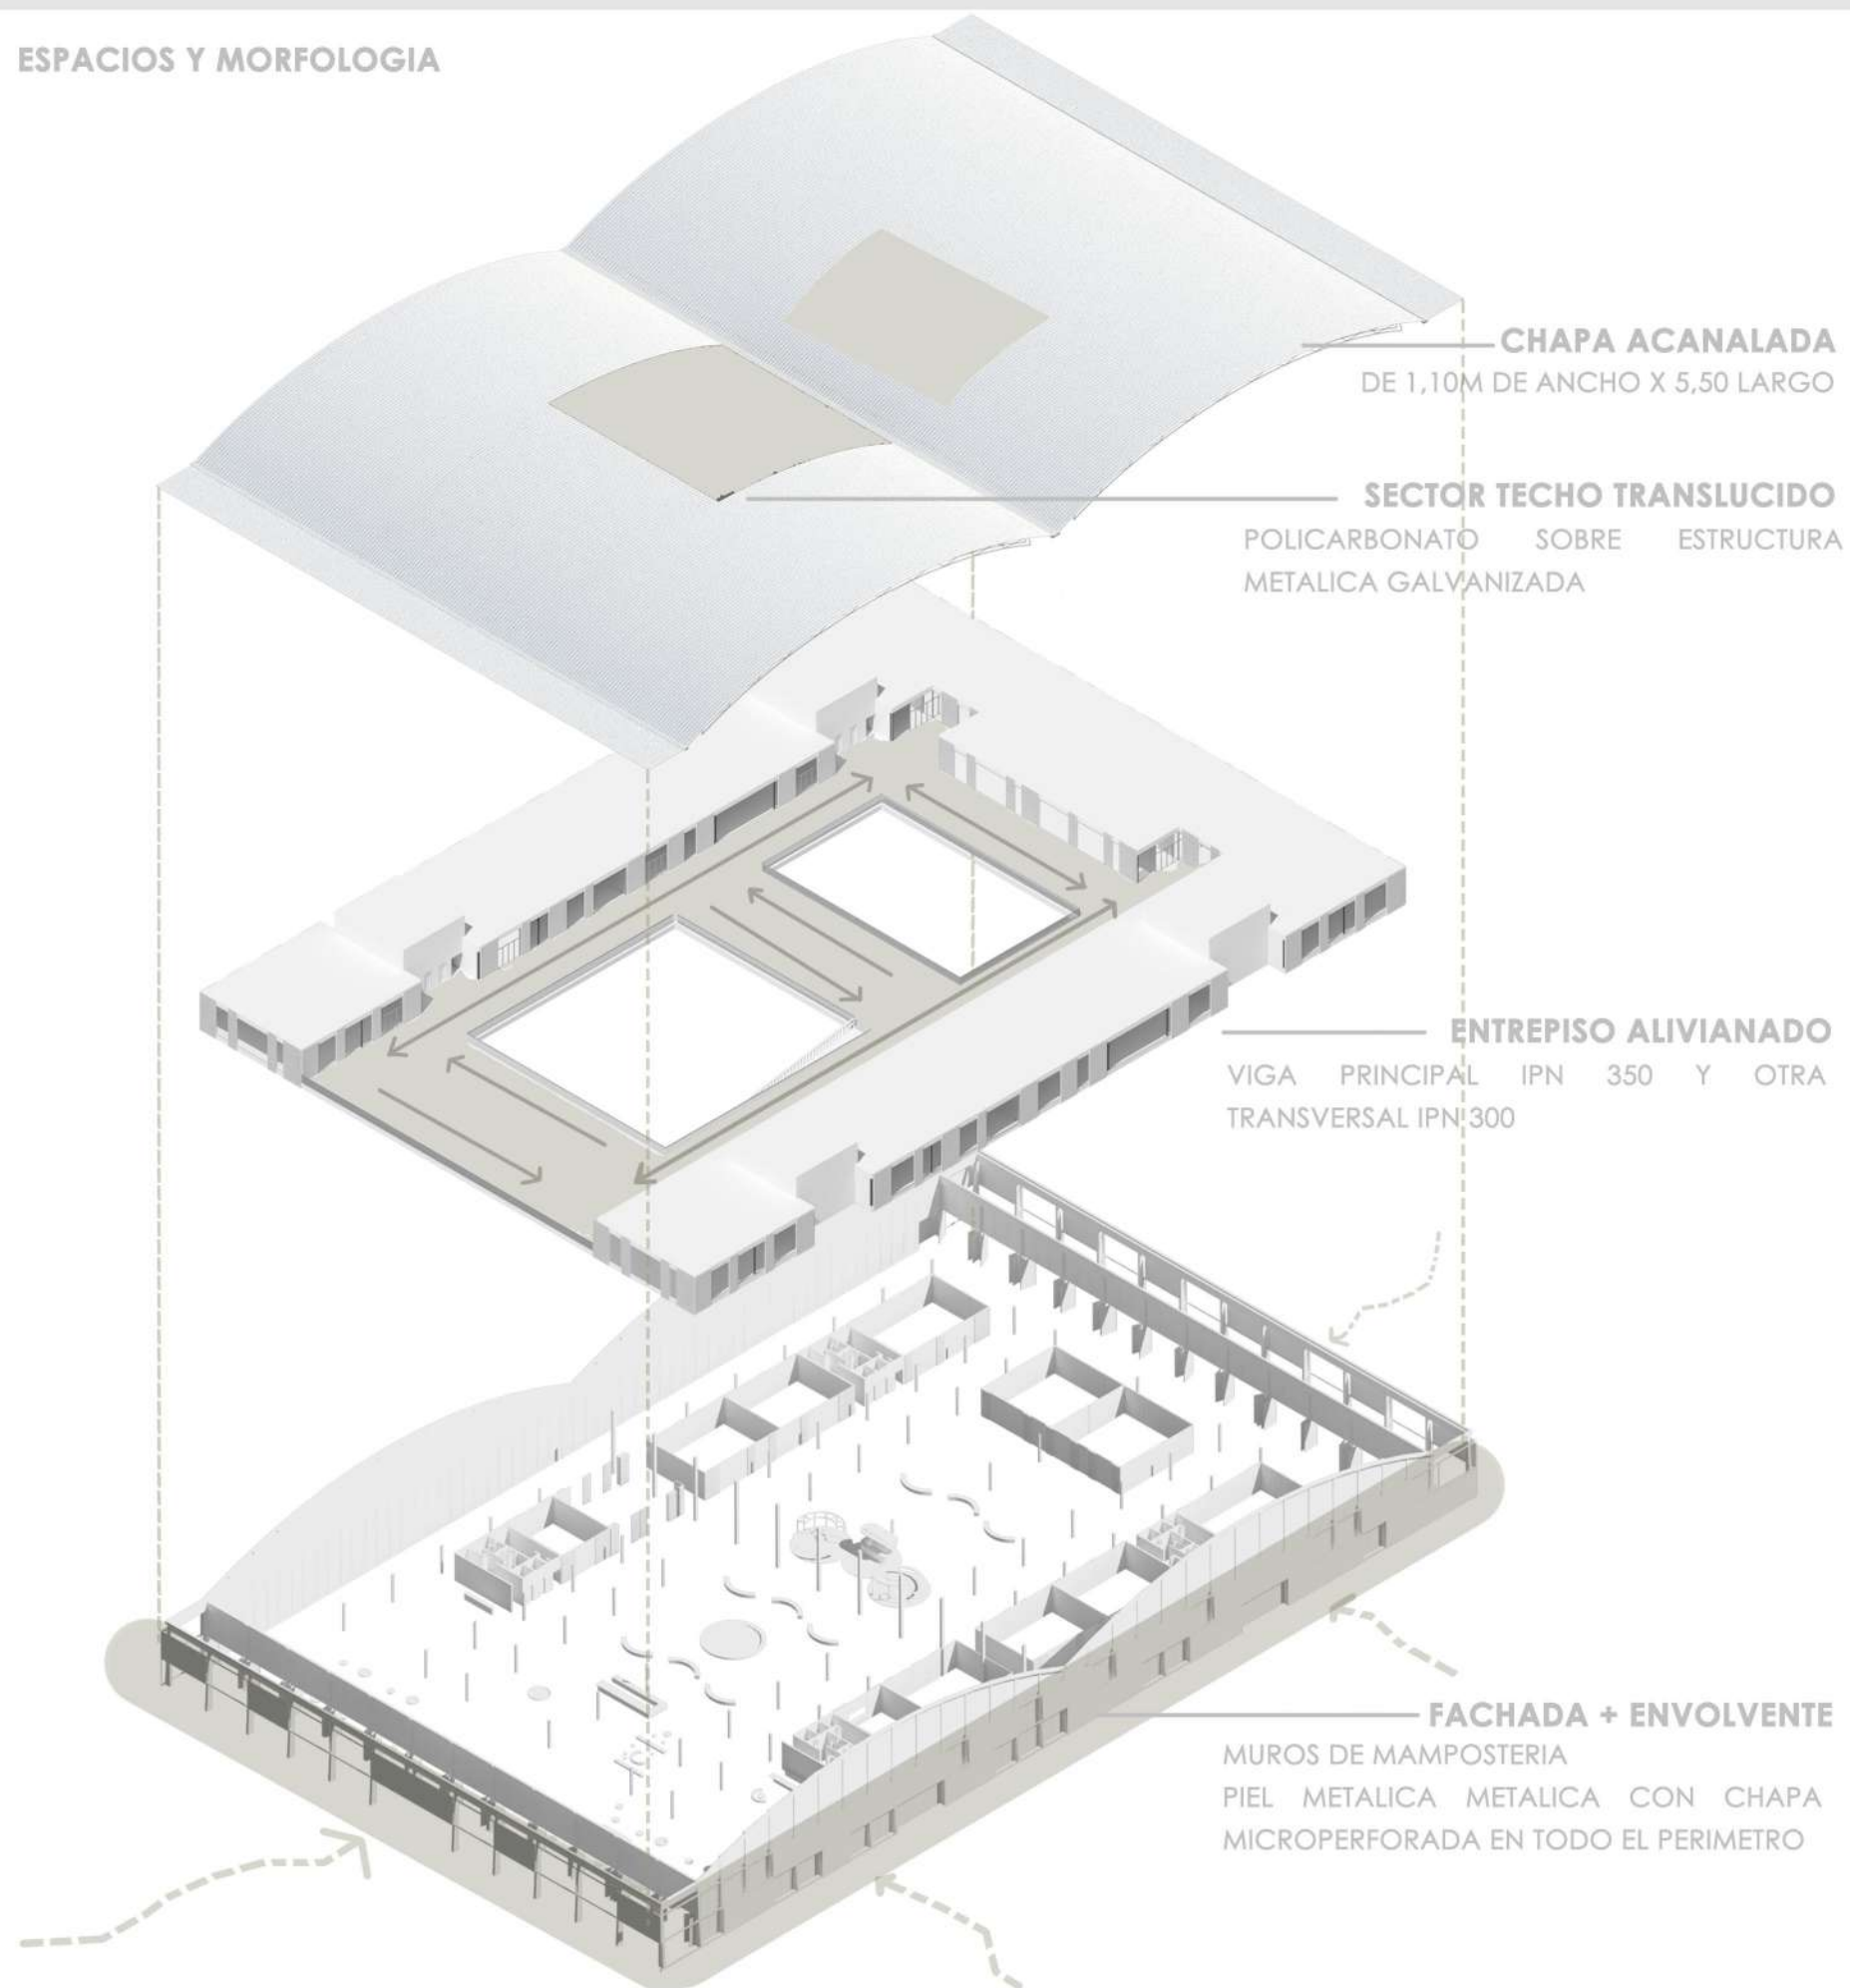 ESPACIOS Y MORFOLOGIA
CHAPA ACANALADA
DE 1,10M DE ANCHO X 5,50 LARGO
SECTOR TECHO TRANSLUCIDO
POLICARBONATO SOBRE ESTRUCTURA
METALICA GALVANIZADA
ENTREPISO ALIVIANADO
VIGA PRINCIPAL IPN 350 Y OTRA
TRANSVERSAL IPN 300
FACHADA + ENVOLVENTE
MUROS DE MAMPOSTERIA
PIEL METALICA METALICA CON CHAPA
MICROPERFORADA EN TODO EL PERIMETRO